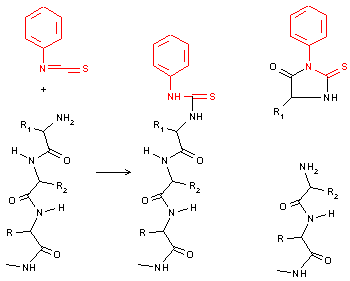 N S
+
R1 NH2
H
N O
R2
O N H
R O
NH
NH S
R1 NH
H
N O
R2
O N H
R O
NH
O N S
NH
R1
NH2
O R2
N H
R O
NH